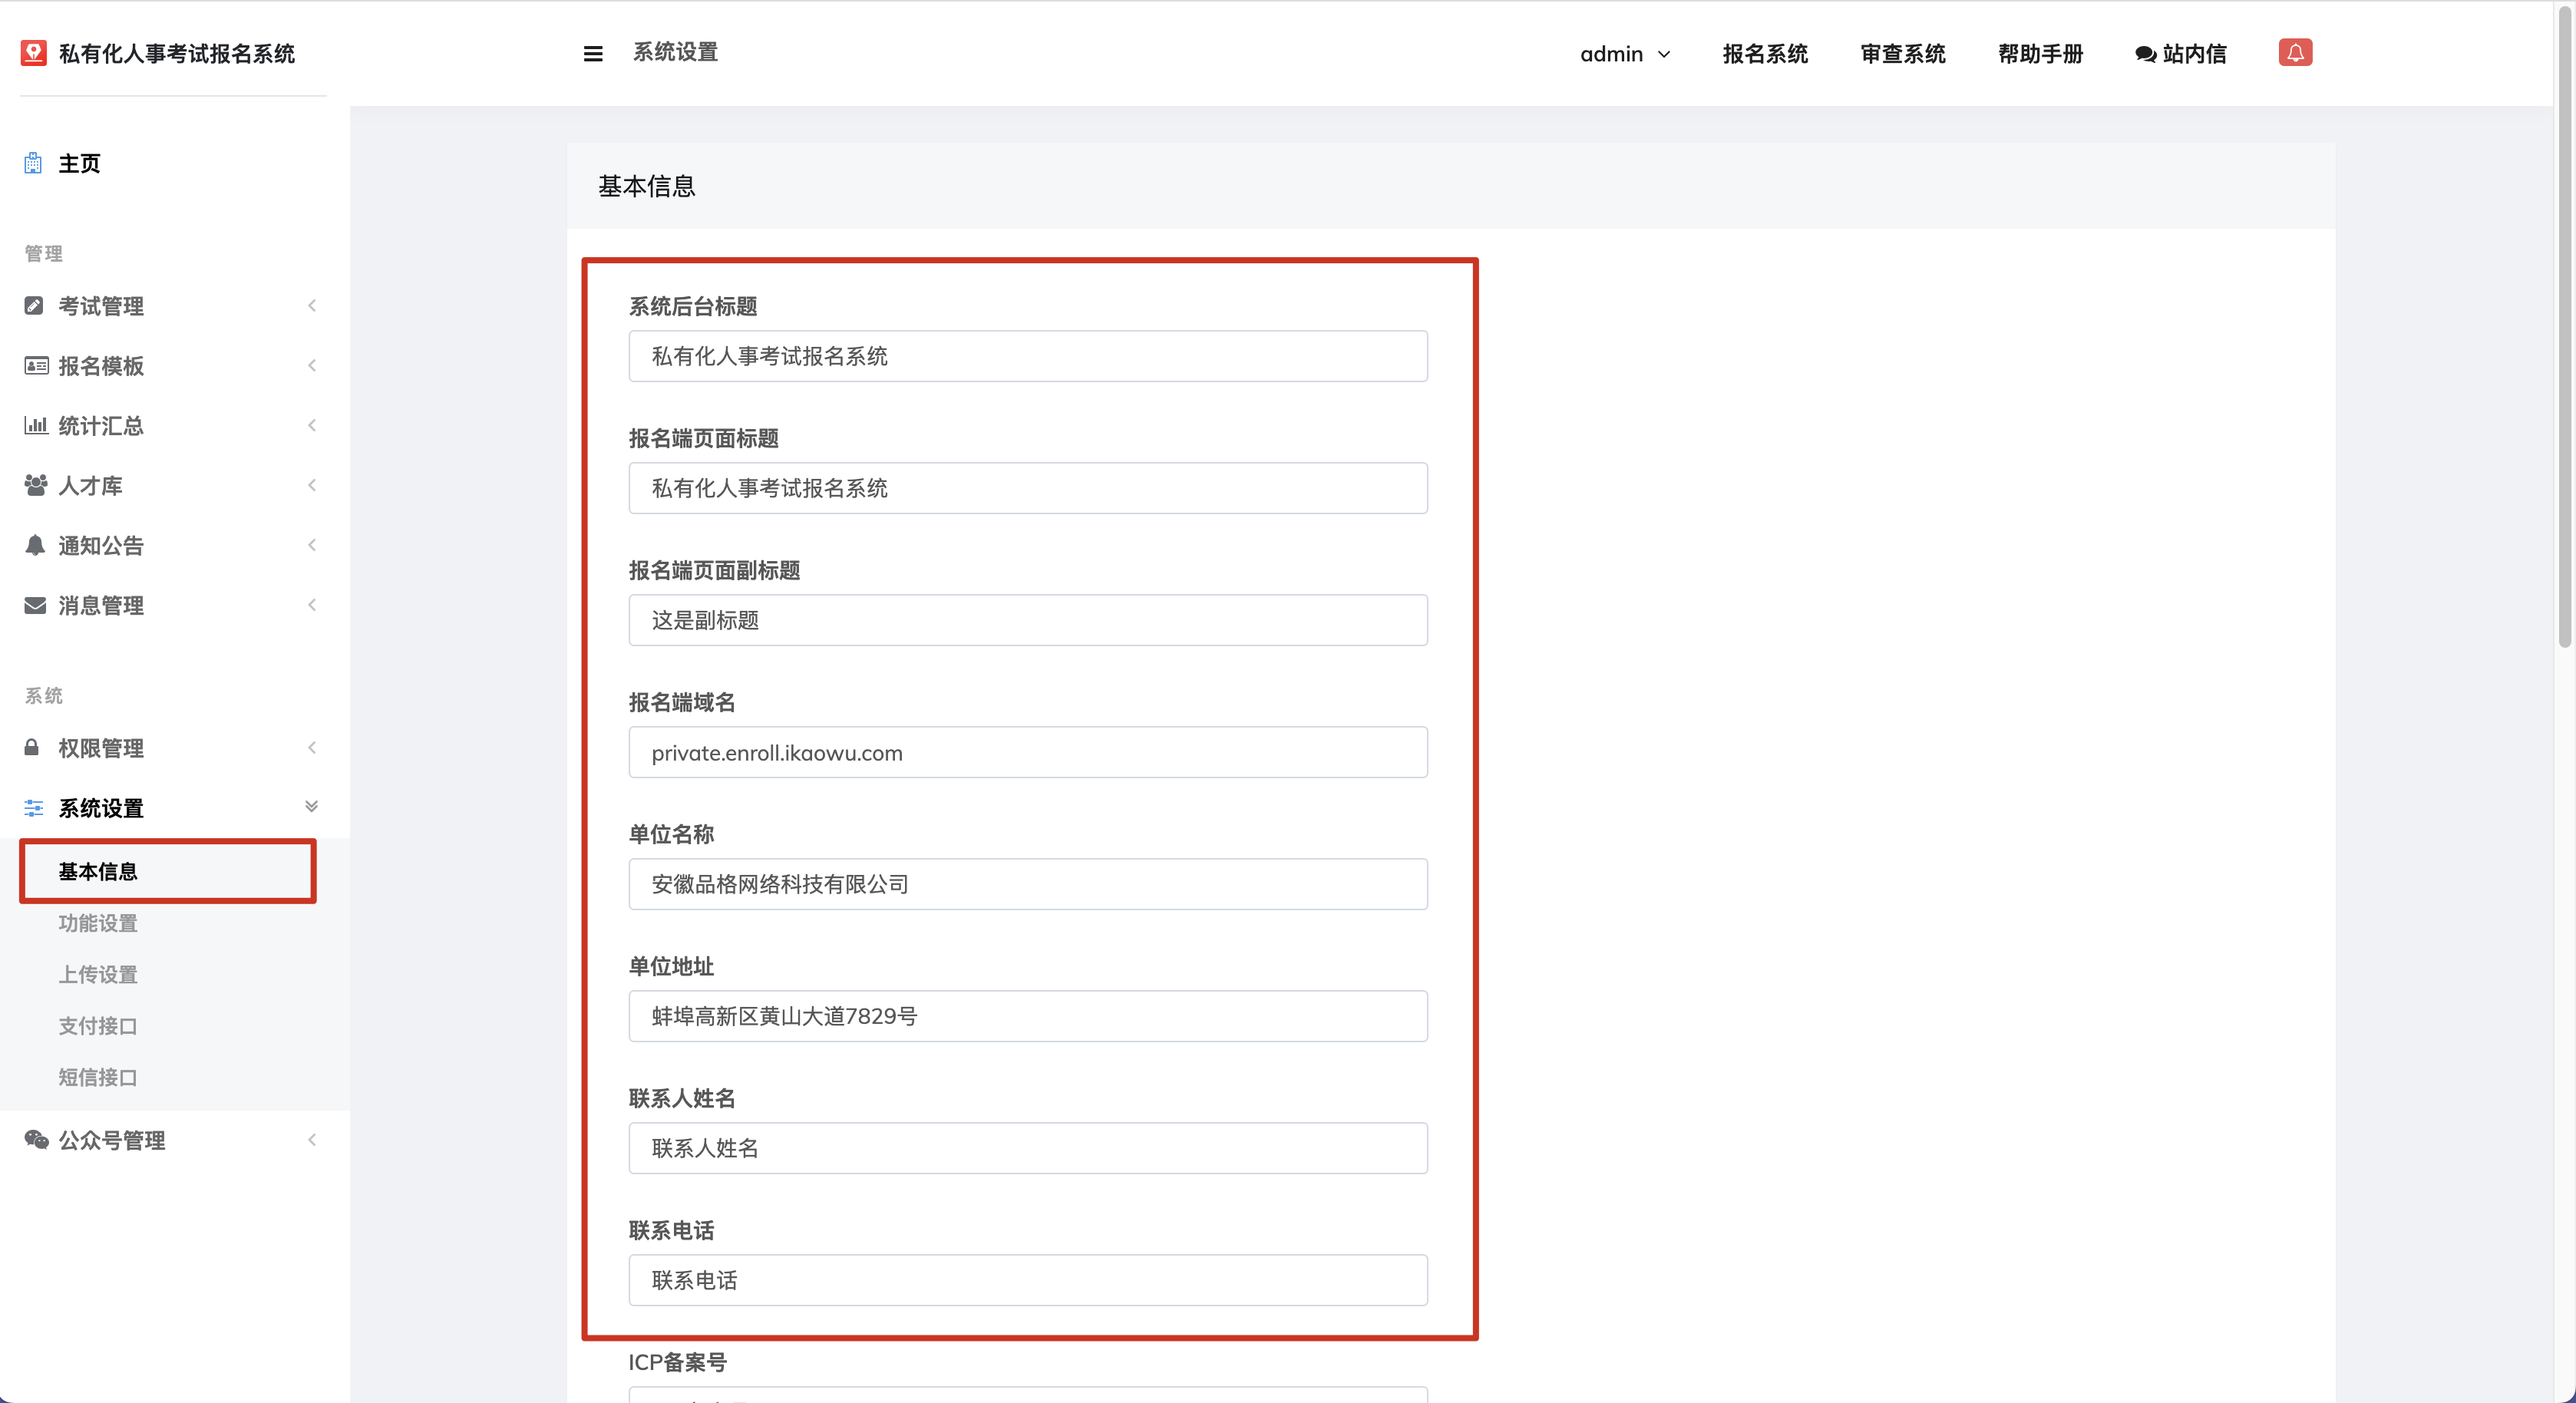 私有化人事考试报名系统
系统设置
admin
报名系统
审查系统
帮助手册
站内信
主页
管理
考试管理
报名模板
统计汇总
人才库
通知公告
消息管理
系统
权限管理
系统设置
基本信息
功能设置
上传设置
支付接口
短信接口
公众号管理
基本信息
系统后台标题
私有化人事考试报名系统
报名端页面标题
私有化人事考试报名系统
报名端页面副标题
这是副标题
报名端域名
private.enroll.ikaowu.com
单位名称
安徽品格网络科技有限公司
单位地址
蚌埠高新区黄山大道7829号
联系人姓名
联系人姓名
联系电话
联系电话
ICP备案号